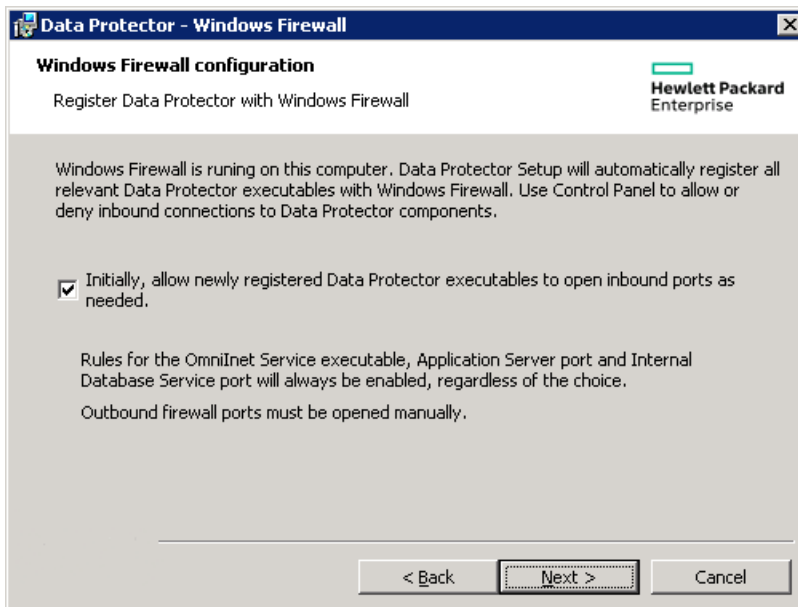 Data Protector - Windows Firewall
Windows Firewall configuration
Register Data Protector with Windows Firewall
Hewlett Packard
Enterprise
Windows Firewall is runing on this computer. Data Protector Setup will automatically register all
relevant Data Protector executables with Windows Firewall. Use Control Panel to allow or
deny inbound connections to Data Protector components.
Initially, allow newly registered Data Protector executables to open inbound ports as
needed.
Rules for the OmniInet Service executable, Application Server port and Internal
Database Service port will always be enabled, regardless of the choice.
Outbound firewall ports must be opened manually.
< Back
Next >
Cancel